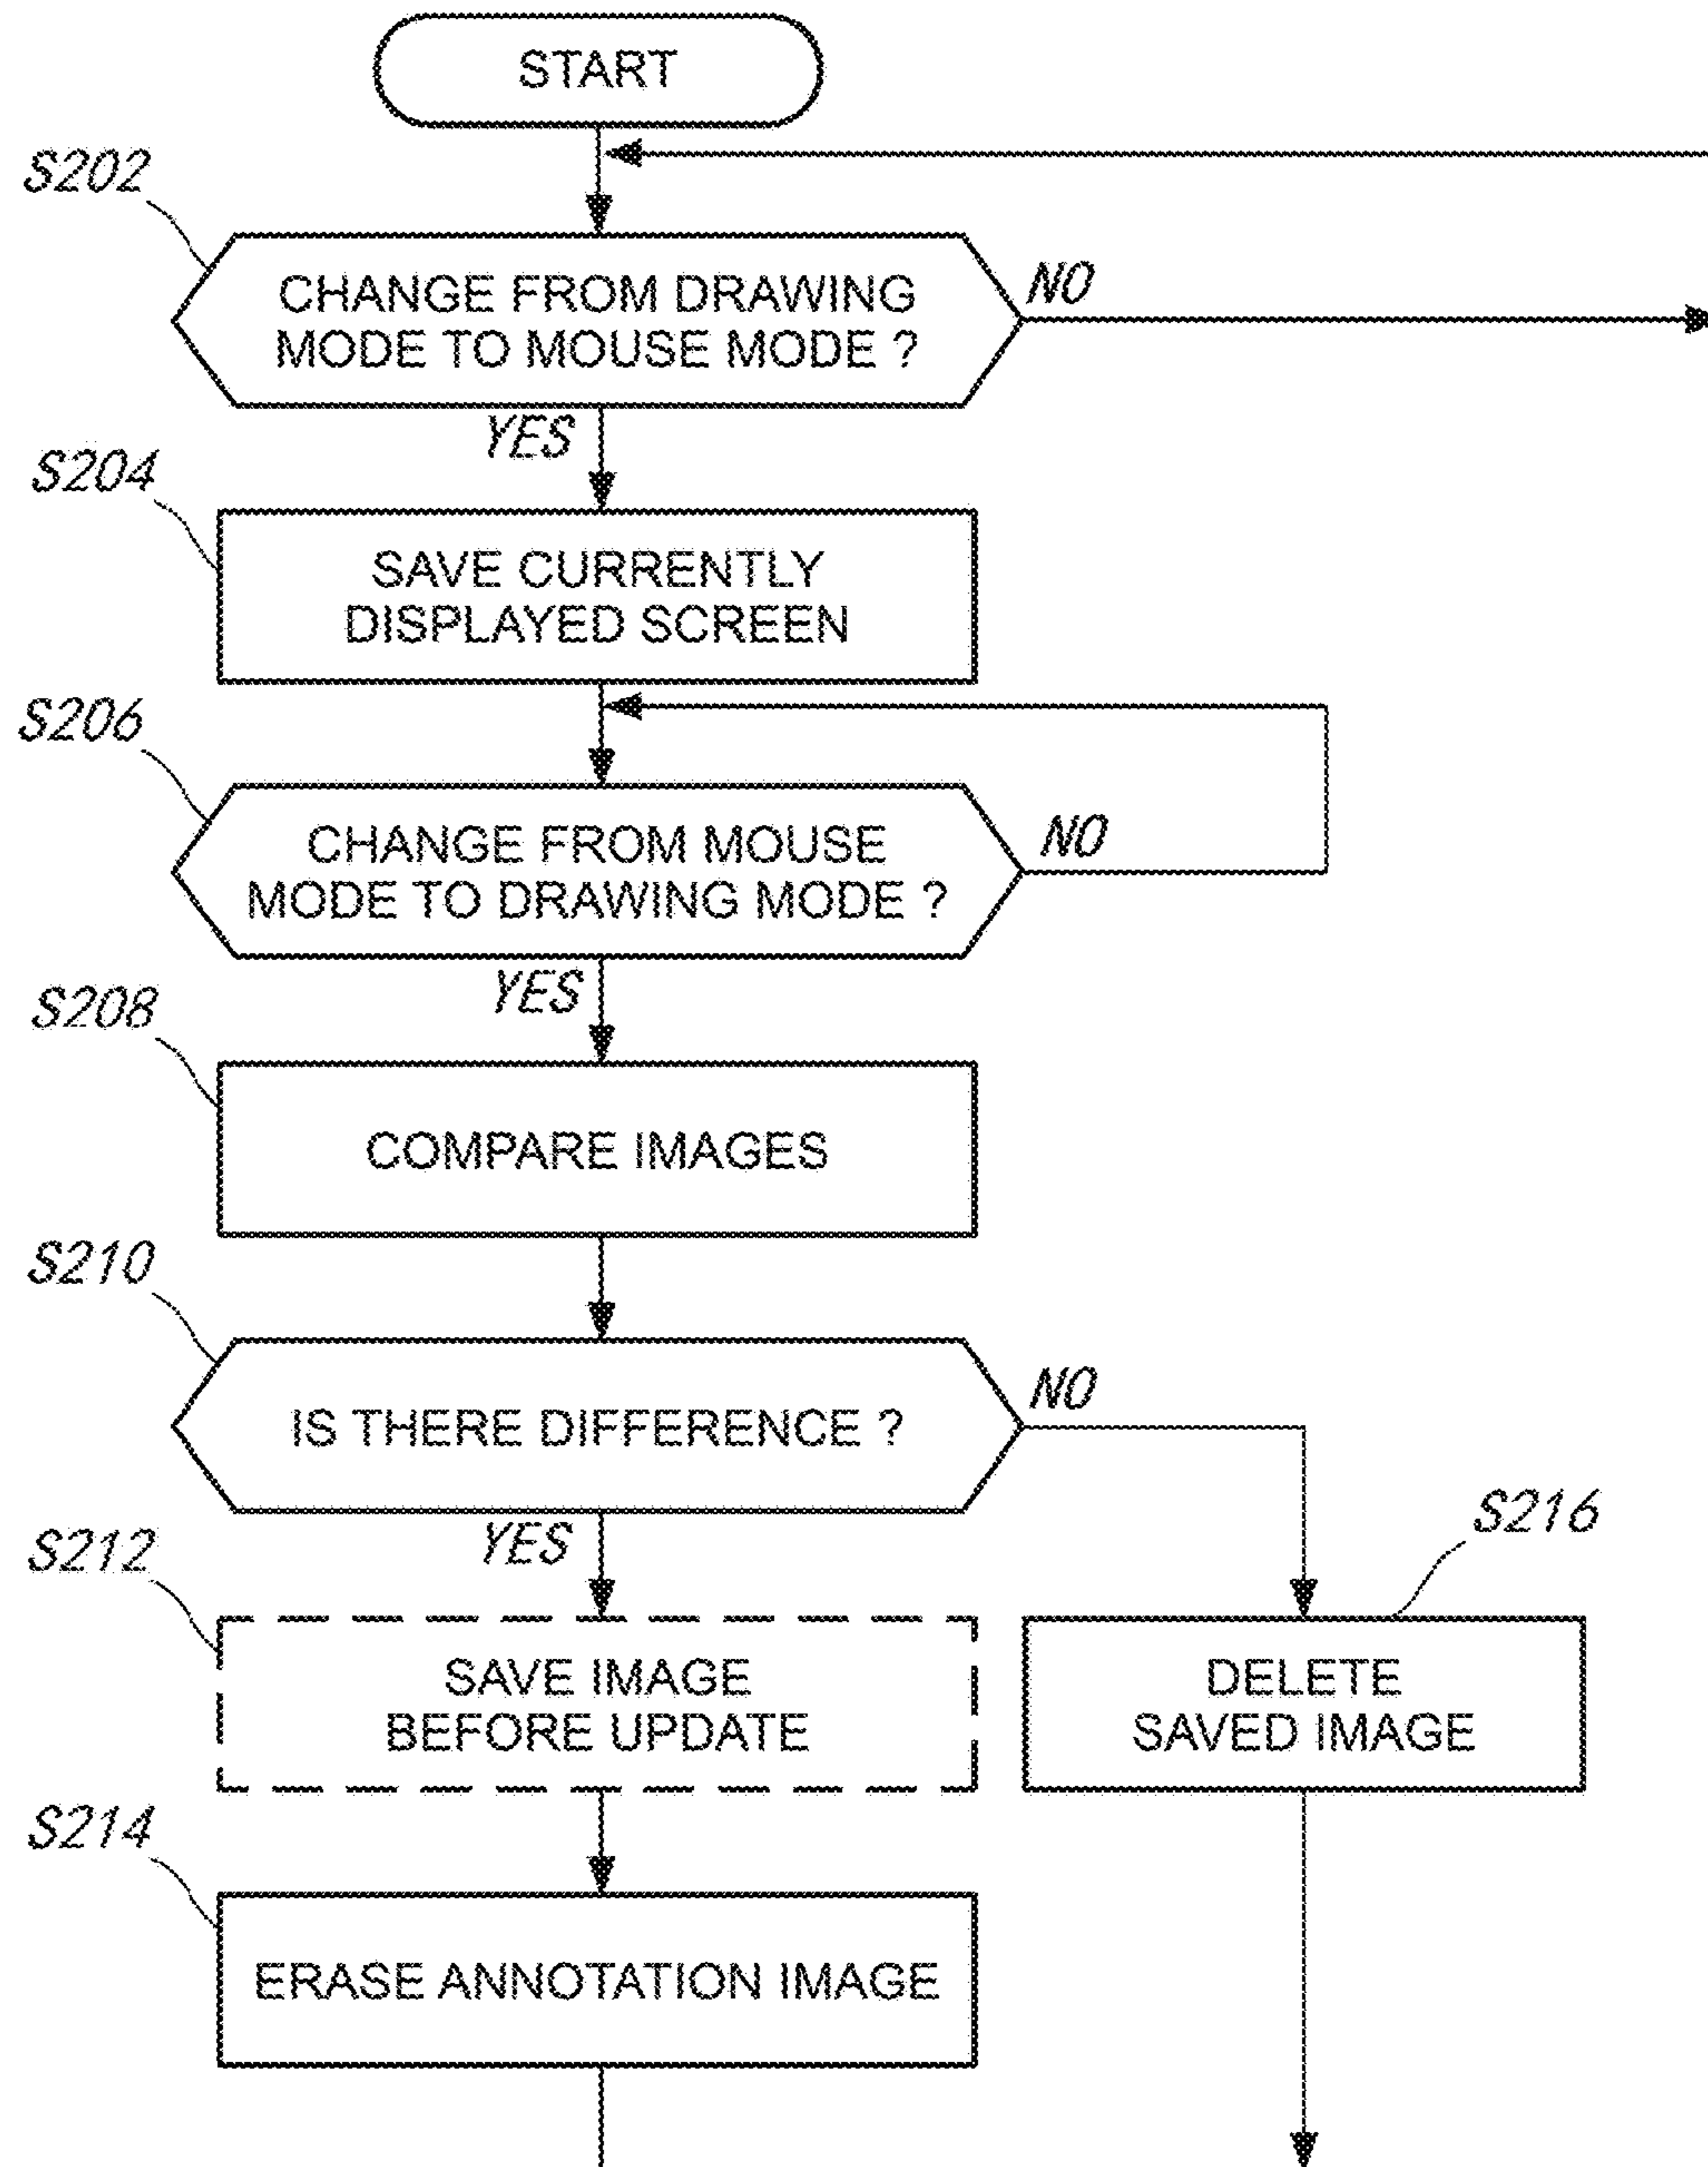 START
S202
CHANGE FROM DRAWING
MODE TO MOUSE MODE ?
NO
YES
S204
SAVE CURRENTLY
DISPLAYED SCREEN
S206
CHANGE FROM MOUSE
MODE TO DRAWING MODE ?
NO
YES
S208
COMPARE IMAGES
S210
IS THERE DIFFERENCE ?
NO
YES
S212
SAVE IMAGE
BEFORE UPDATE
S216
DELETE
SAVED IMAGE
S214
ERASE ANNOTATION IMAGE